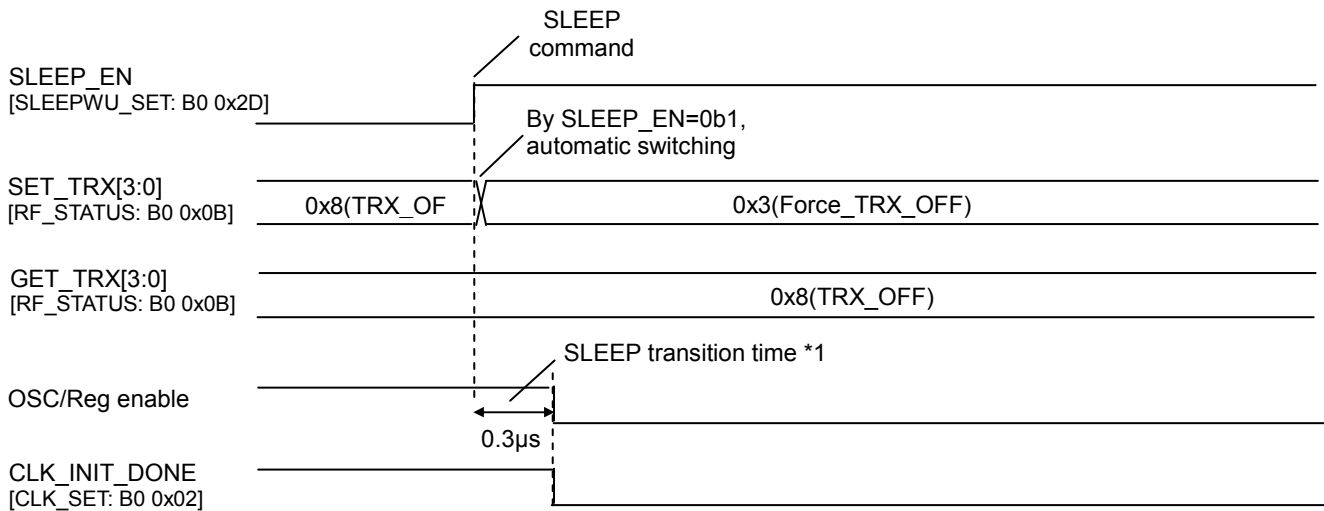 SLEEP
command
SLEEP_EN
[SLEEPWU_SET: B0 0x2D]
By SLEEP_EN=0b1,
automatic switching
SET_TRX[3:0]
[RF_STATUS: B0 0x0B]
0x8(TRX_OF
0x3(Force_TRX_OFF)
GET_TRX[3:0]
[RF_STATUS: B0 0x0B]
0x8(TRX_OFF)
SLEEP transition time *1
OSC/Reg enable
0.3µs
CLK_INIT_DONE
[CLK_SET: B0 0x02]